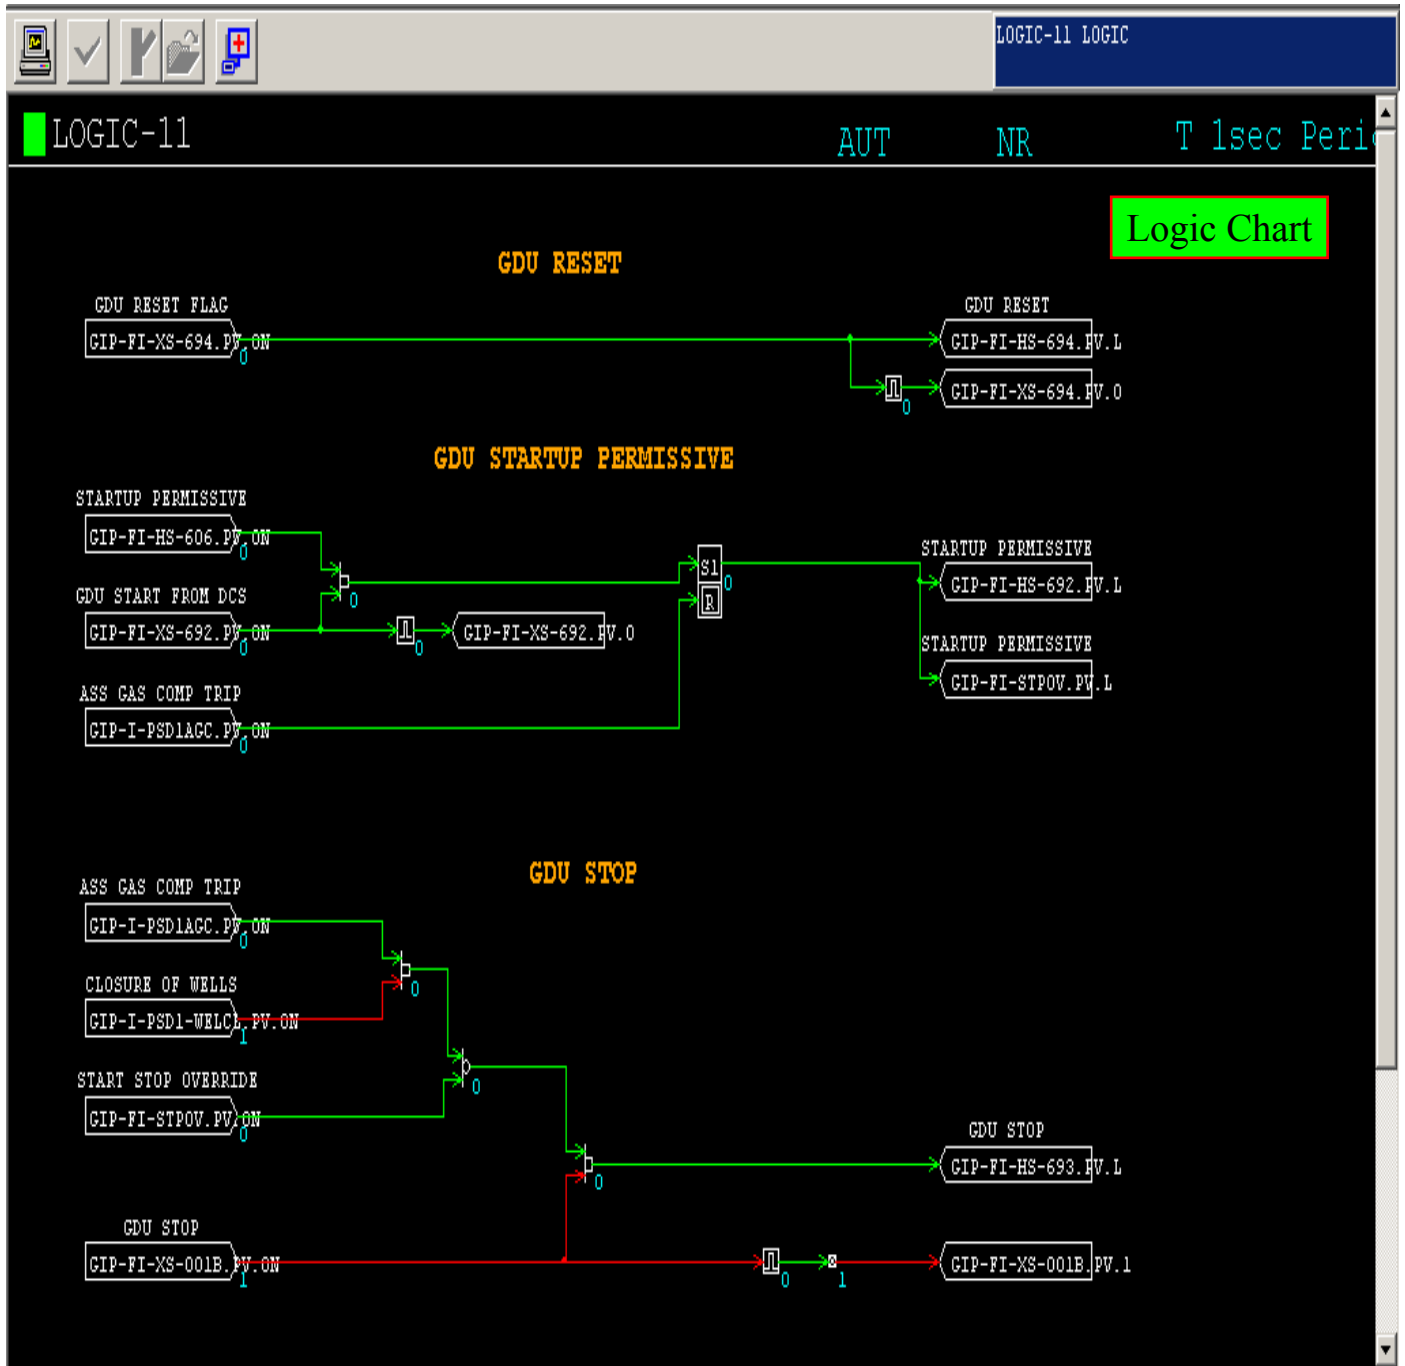 LOGIC-11 LOGIC
LOGIC-11 AUT NR T 1sec Peri
Logic Chart
GDU RESET
GDU RESET FLAG
GDU RESET
GIP-FI-XS-694.PV.ON
0
GIP-FI-HS-694.PV.L
GIP-FI-XS-694.PV.0
0
GDU STARTUP PERMISSIVE
STARTUP PERMISSIVE
GIP-FI-HS-606.PV.ON
0
STARTUP PERMISSIVE
S1
0
GIP-FI-HS-692.PV.L
R
GDU START FROM DCS
0
GIP-FI-XS-692.PV.ON
0
0
GIP-FI-XS-692.PV.0
STARTUP PERMISSIVE
GIP-FI-STPOV.PV.L
ASS GAS COMP TRIP
GIP-I-PSD1AGC.PV.ON
0
GDU STOP
ASS GAS COMP TRIP
GIP-I-PSD1AGC.PV.ON
0
CLOSURE OF WELLS
0
GIP-I-PSD1-WELCL.PV.ON
1
START STOP OVERRIDE
0
GIP-FI-STPOV.PV.ON
0
GDU STOP
GIP-FI-HS-693.PV.L
0
GDU STOP
GIP-FI-XS-001B.PV.ON
1
0
1
GIP-FI-XS-001B.PV.1